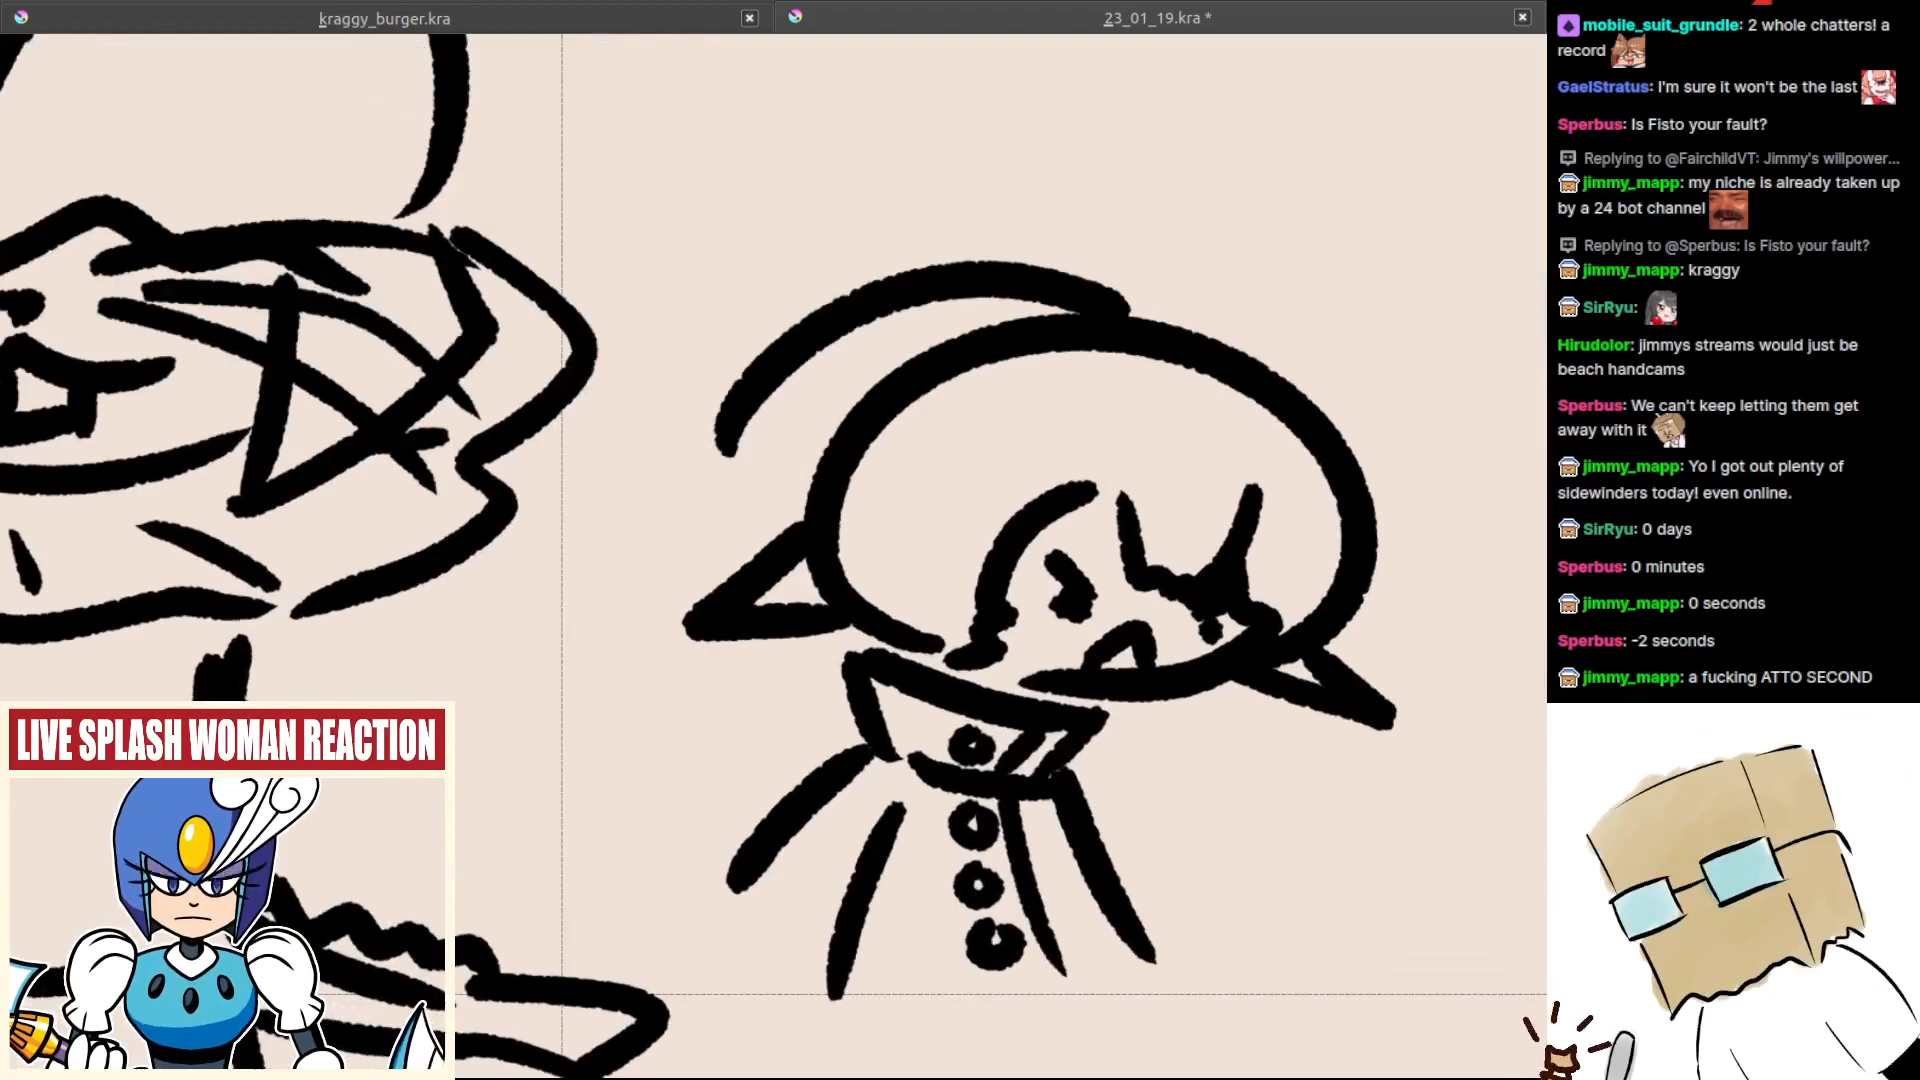 kraggy_burger.kra
23_01_19.kra *
mobile_suit_grundle: 2 whole chatters! a
record
GaelStratus: I'm sure it won't be the last
Sperbus: Is Fisto your fault?
Replying to @FairchildVT: Jimmy's willpower...
jimmy_mapp: my niche is already taken up
by a 24 bot channel
Replying to @Sperbus: Is Fisto your fault?
jimmy_mapp: kraggy
SirRyu:
Hirudolor: jimmys streams would just be
beach handcams
Sperbus: We can't keep letting them get
away with it
jimmy_mapp: Yo I got out plenty of
sidewinders today! even online.
SirRyu: 0 days
Sperbus: 0 minutes
jimmy_mapp: 0 seconds
Sperbus: -2 seconds
jimmy_mapp: a fucking ATTO SECOND
LIVE SPLASH WOMAN REACTION